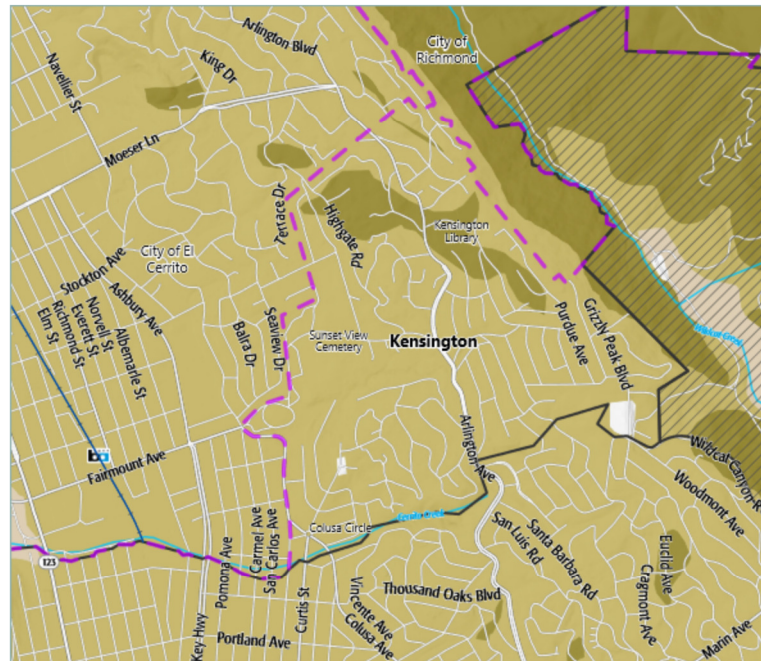 Arlington Blvd
City of
Richmond
King Dr
Navellier St
Moeser Ln
Terrace Dr
Highgate Rd
Kensington
Library
City of El
Cerrito
Stockton Ave
Ashbury Ave
Albemarle St
Norvell St
Everett St
Richmond St
Elm St
Balra Dr
Seaview Dr
Sunset View
Cemetery
Kensington
Purdue Ave
Grizzly Peak Blvd
Arlington Ave
Fairmount Ave
Wildcat Canyon R
Woodmont Ave
Colusa Circle
Carmel Ave
San Carlos Ave
Pomona Ave
123
San Luis Rd
Santa Barbara Rd
Euclid Ave
Cragmont Ave
Thousand Oaks Blvd
Curtis St
Vincente Ave
Colusa Ave
Key Hwy
Portland Ave
Marin Ave